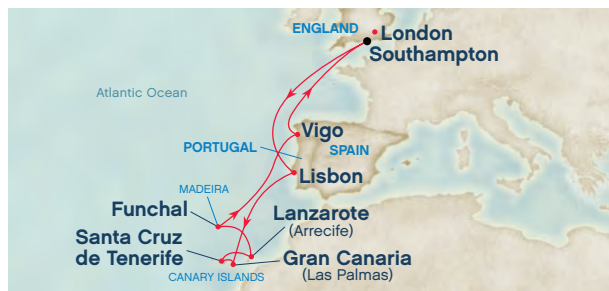 ENGLAND
London
Southampton
Atlantic Ocean
Vigo
PORTUGAL
SPAIN
Lisbon
MADEIRA
Funchal
Lanzarote
(Arrecife)
Santa Cruz
de Tenerife
Gran Canaria
(Las Palmas)
CANARY ISLANDS